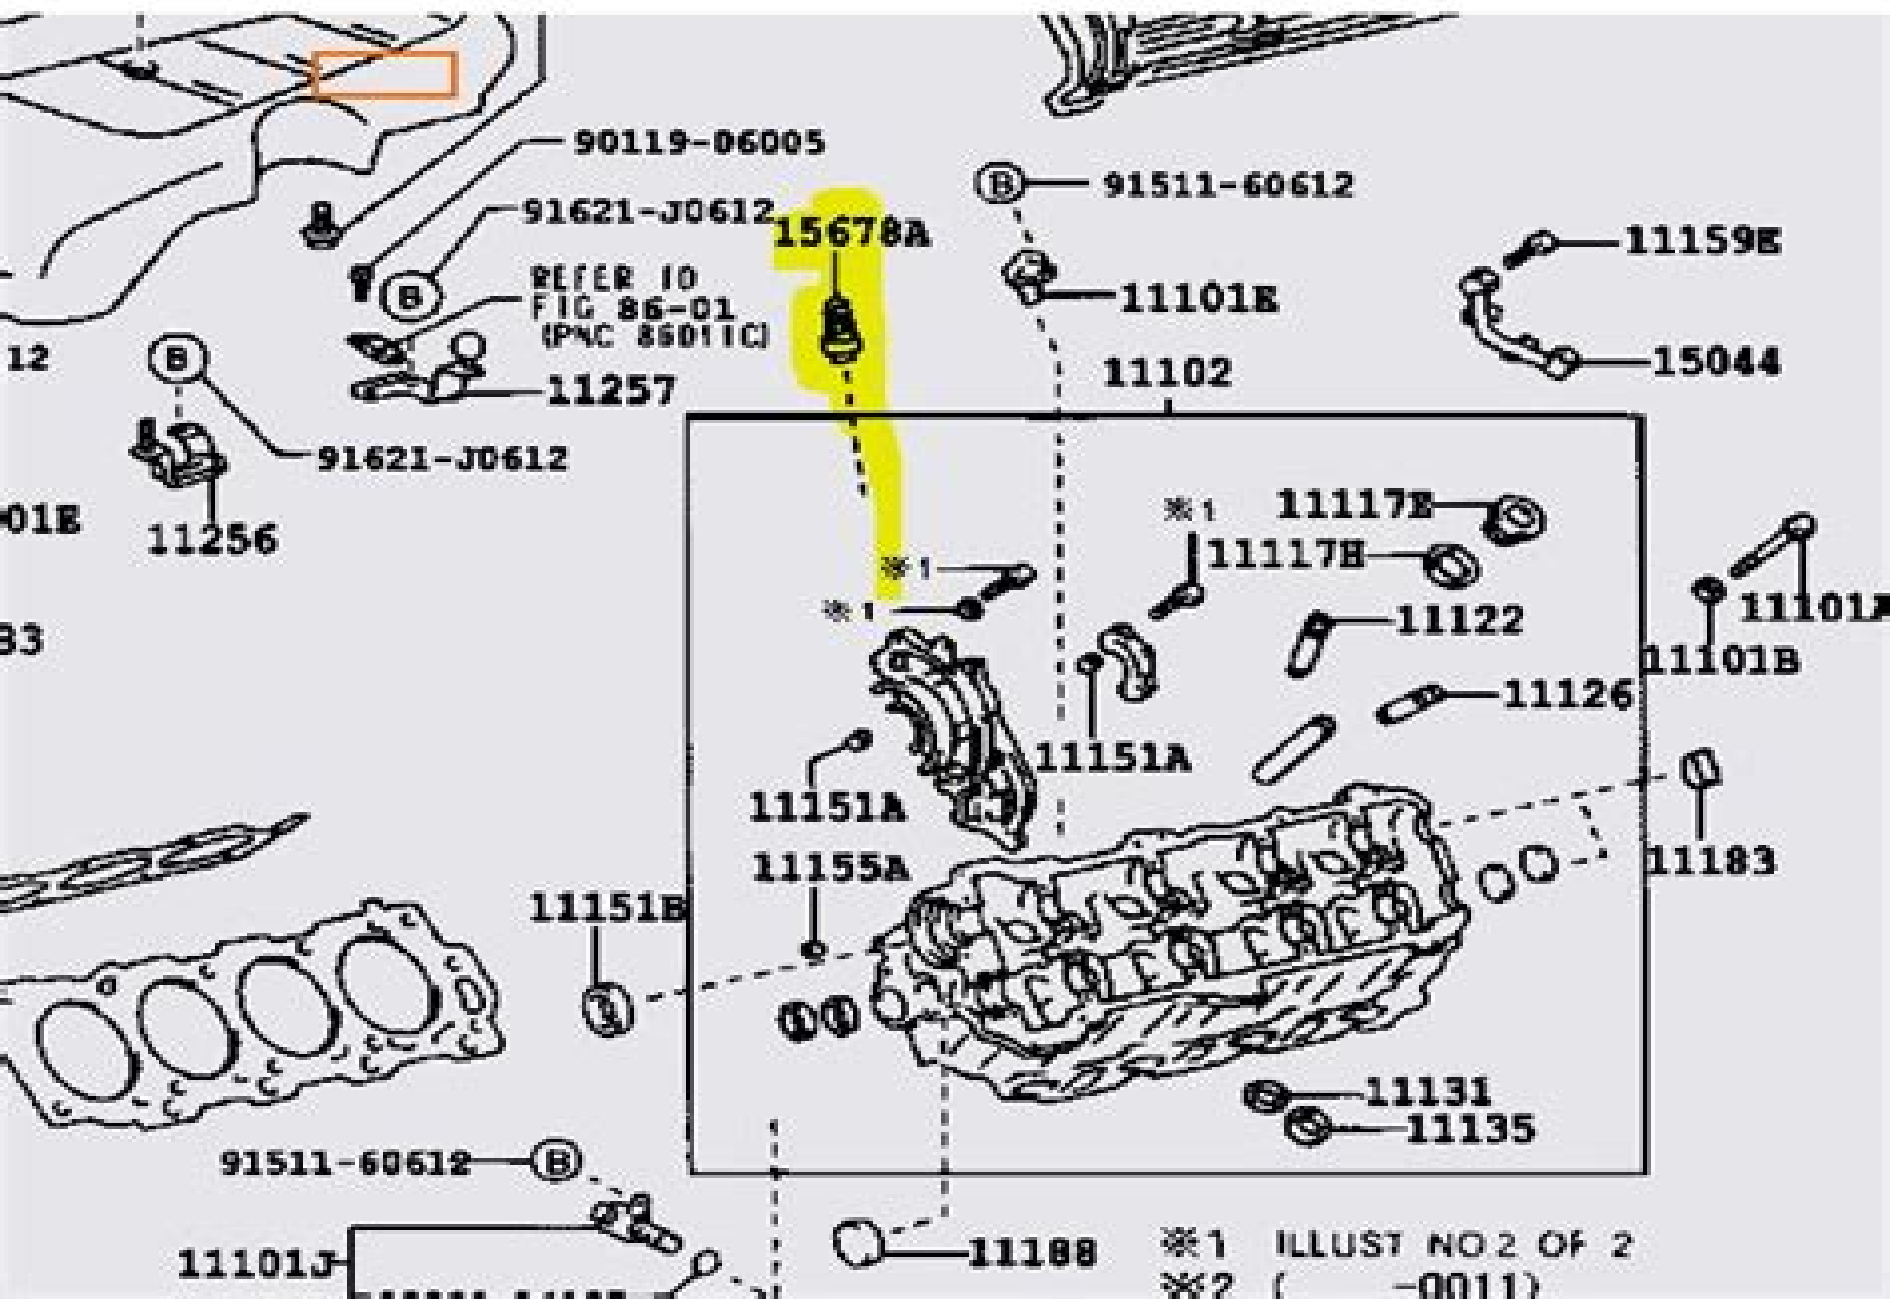 90119-06005
91511-60612
91621-J0612
15678A
11159E
REFER TO
FIG 86-01
(PNC 86011C)
11101E
12
B
B
B
11102
15044
11257
91621-J0612
11256
01E
※1
11117E
11117H
※1
※1
11101A
11122
11101B
33
11126
11151A
11151A
11155A
11183
11151B
11131
11135
91511-60612
B
11101J
11188
※1 ILLUST NO.2 OF 2
※2 ( -0011)